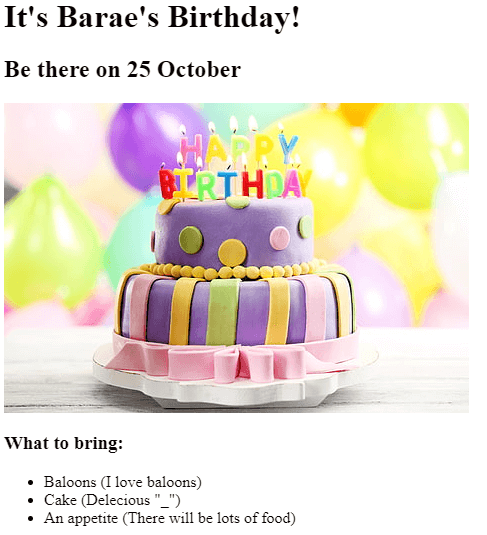 It's Barae's Birthday!
Be there on 25 October
HAPPY
BIRTHDAY
What to bring:
Baloons (I love baloons)
Cake (Delecious "_")
An appetite (There will be lots of food)